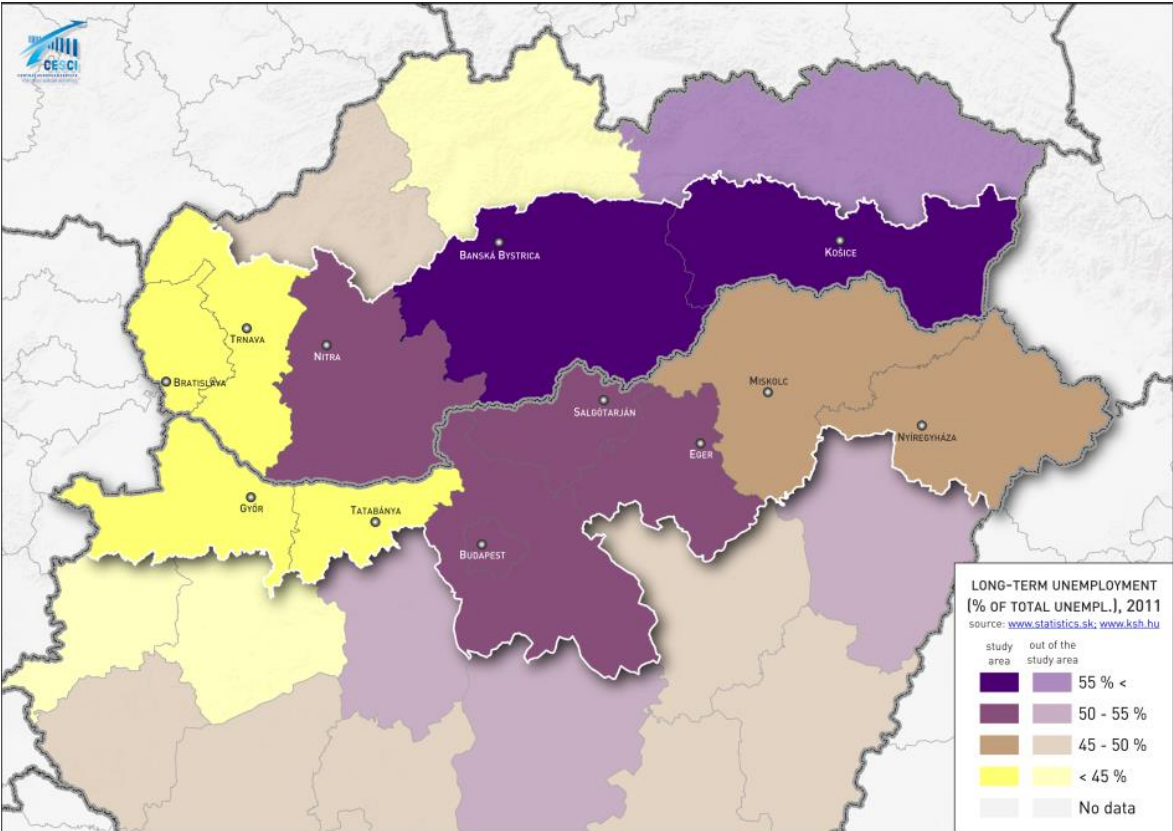 CESCI
BANSKÁ BYSTRICA
KOŠICE
TRNAVA
NITRA
BRATISLAVA
MISKOLC
SALGÓTARJÁN
NYÍREGYHÁZA
EGER
GYŐR
TATABÁNYA
BUDAPEST
LONG-TERM UNEMPLOYMENT
(% OF TOTAL UNEMPL.), 2011
source: www.statistics.sk; www.ksh.hu
study area
out of the study area
55 % <
50 - 55 %
45 - 50 %
< 45 %
No data